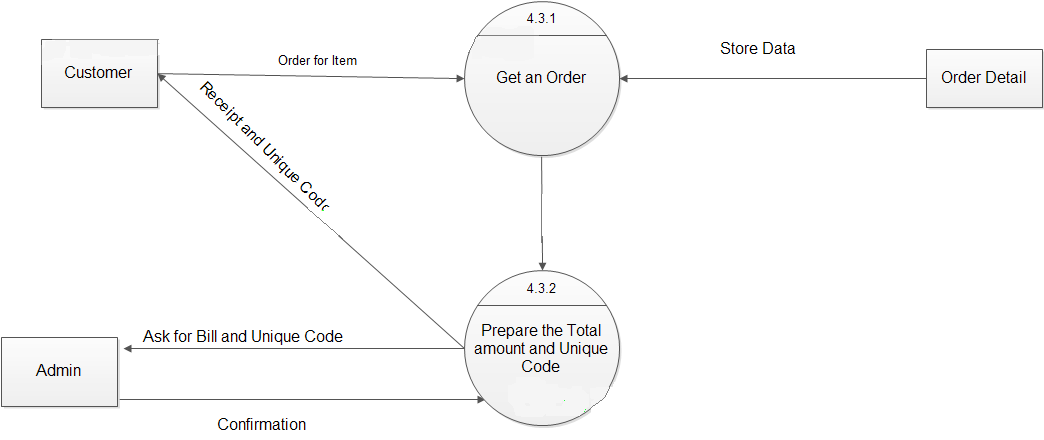 4.3.1
Customer
Order for Item
Get an Order
Store Data
Order Detail
Receipt and Unique Code
4.3.2
Prepare the Total
amount and Unique
Code
Ask for Bill and Unique Code
Admin
Confirmation